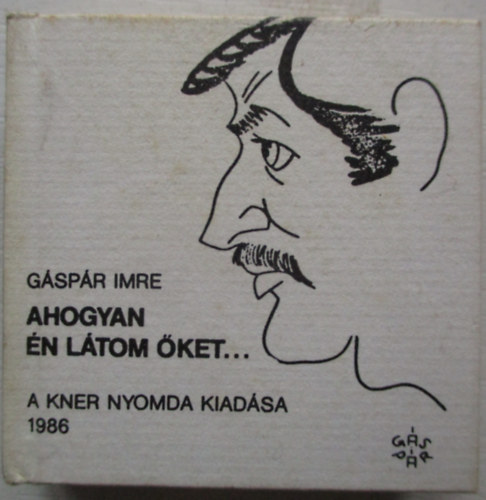 GÁSPÁR IMRE
AHOGYAN
ÉN LÁTOM ŐKET...
A KNER NYOMDA KIADÁSA
1986
GÁS
PÁR